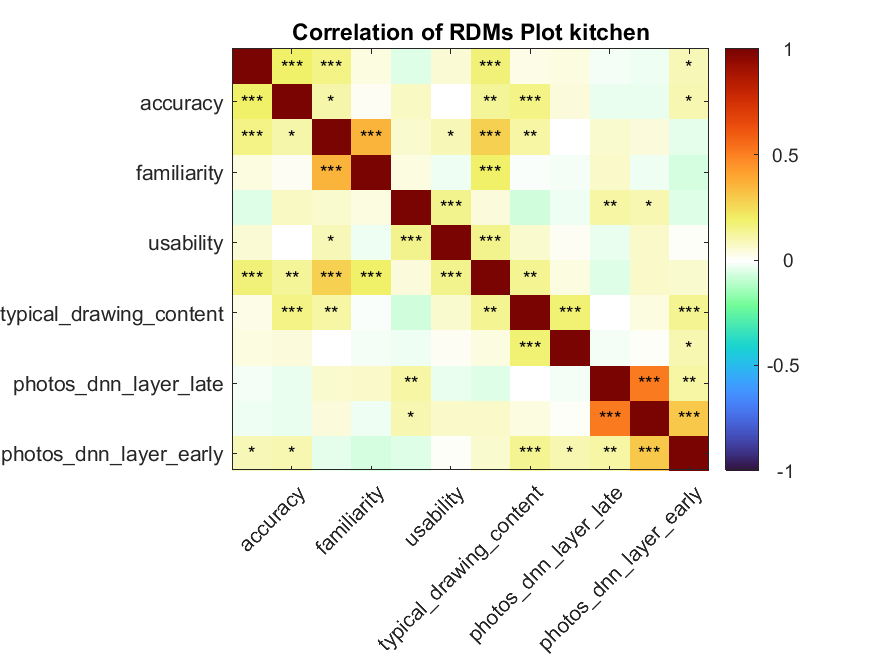 Correlation of RDMs Plot kitchen
*** *** *** *
accuracy *** * ** *** *
*** * *** * *** **
familiarity *** ***
*** ** *
usability * *** ***
*** ** *** *** *** **
typical_drawing_content *** ** ** *** ***
*** *
photos_dnn_layer_late ** *** **
* *** ***
photos_dnn_layer_early * * *** * ** ***
accuracy
familiarity
usability
typical_drawing_content
photos_dnn_layer_late
photos_dnn_layer_early
1
0.5
0
-0.5
-1